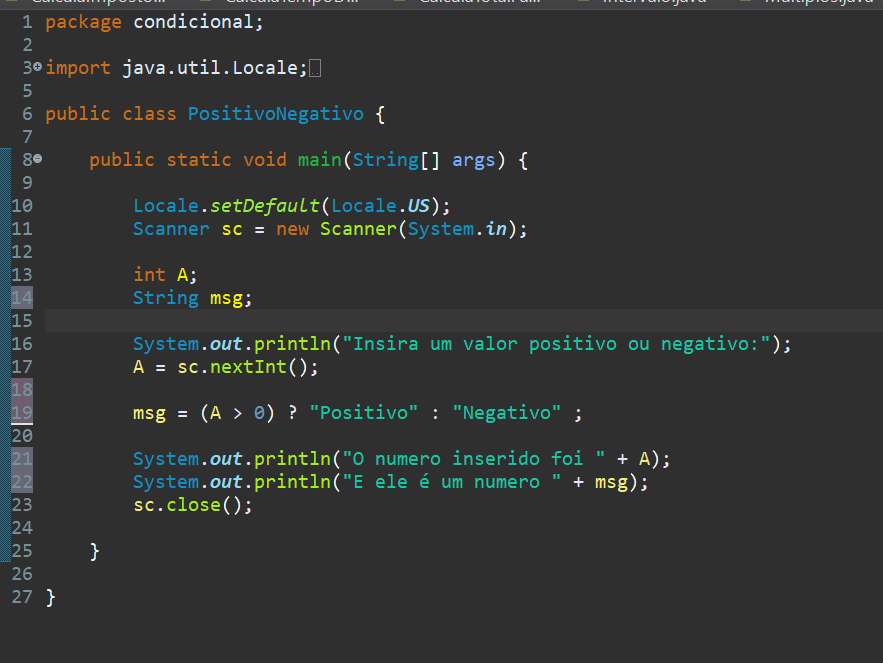 Intervalo.java Multiplos.java
1 package condicional;
2
3 import java.util.Locale;
5
6 public class PositivoNegativo {
7
8 public static void main(String[] args) {
9
10 Locale.setDefault(Locale.US);
11 Scanner sc = new Scanner(System.in);
12
13 int A;
14 String msg;
15
16 System.out.println("Insira um valor positivo ou negativo:");
17 A = sc.nextInt();
18
19 msg = (A > 0) ? "Positivo" : "Negativo" ;
20
21 System.out.println("O numero inserido foi " + A);
22 System.out.println("E ele é um numero " + msg);
23 sc.close();
24
25 }
26
27 }